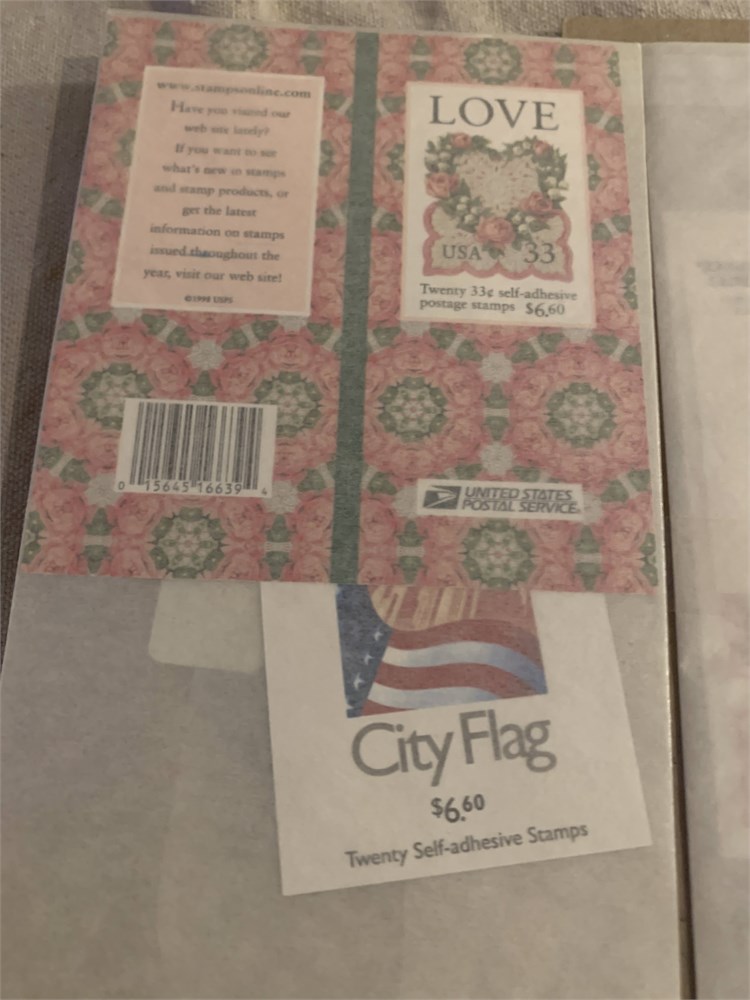 www.stampsonline.com
Have you visited our
web site lately?
If you want to see
what's new in stamps
and stamp products, or
get the latest
information on stamps
issued throughout the
year, visit our web site!
©1998 USPS
0 15645 16639 4
LOVE
USA 33
Twenty 33¢ self-adhesive
postage stamps $6.60
UNITED STATES
POSTAL SERVICE
City Flag
$6.60
Twenty Self-adhesive Stamps